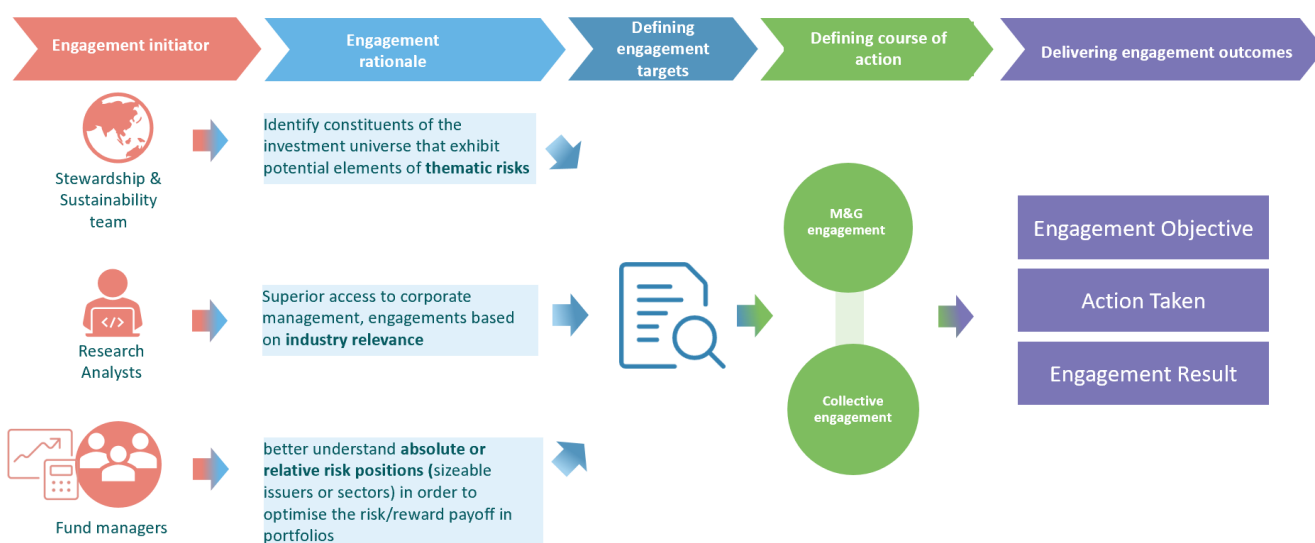 Engagement initiator
Engagement
rationale
Defining
engagement
targets
Defining course of
action
Delivering engagement outcomes
Stewardship &
Sustainability
team
Identify constituents of the
investment universe that exhibit
potential elements of thematic risks
Research
Analysts
</>
Superior access to corporate
management, engagements based
on industry relevance
Fund managers
better understand absolute or
relative risk positions (sizeable
issuers or sectors) in order to
optimise the risk/reward payoff in
portfolios
M&G
engagement
Collective
engagement
Engagement Objective
Action Taken
Engagement Result